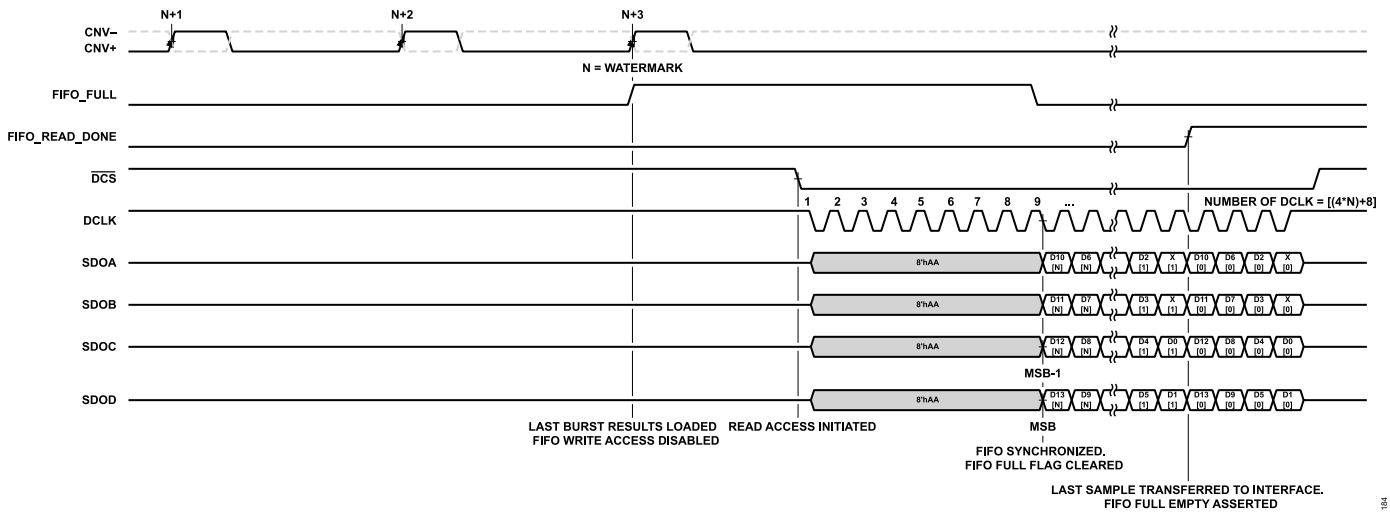 N+1 N+2 N+3
CNV–
CNV+
N = WATERMARK
FIFO_FULL
FIFO_READ_DONE
DCS
1 2 3 4 5 6 7 8 9 ... NUMBER OF DCLK = [(4*N)+8]
DCLK
SDOA 8'hAA D10 D6 D2 X D10 D6 D2 X
[N] [N] [1] [1] [0] [0] [0] [0]
SDOB 8'hAA D11 D7 D3 X D11 D7 D3 X
[N] [N] [1] [1] [0] [0] [0] [0]
SDOC 8'hAA D12 D8 D4 D0 D12 D8 D4 D0
[N] [N] [1] [1] [0] [0] [0] [0]
MSB-1
SDOD 8'hAA D13 D9 D5 D1 D13 D9 D5 D1
[N] [N] [1] [1] [0] [0] [0] [0]
LAST BURST RESULTS LOADED READ ACCESS INITIATED MSB
FIFO WRITE ACCESS DISABLED
FIFO SYNCHRONIZED.
FIFO FULL FLAG CLEARED
LAST SAMPLE TRANSFERRED TO INTERFACE.
FIFO FULL EMPTY ASSERTED
184